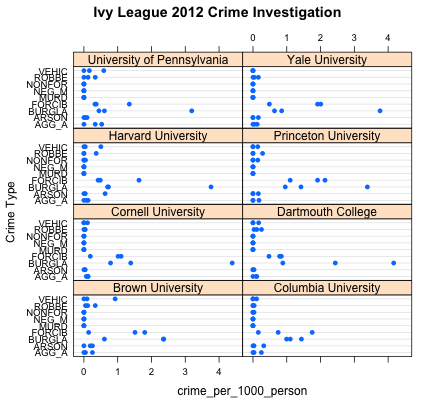 Ivy League 2012 Crime Investigation
0 1 2 3 4
University of Pennsylvania Yale University
VEHIC
ROBBE
NONFOR
NEG_M
MURD
FORCIB
BURGLA
ARSON
AGG_A
Harvard University Princeton University
VEHIC
ROBBE
NONFOR
NEG_M
MURD
FORCIB
BURGLA
ARSON
AGG_A
Cornell University Dartmouth College
VEHIC
ROBBE
NONFOR
NEG_M
MURD
FORCIB
BURGLA
ARSON
AGG_A
Brown University Columbia University
VEHIC
ROBBE
NONFOR
NEG_M
MURD
FORCIB
BURGLA
ARSON
AGG_A
0 1 2 3 4
Crime Type
crime_per_1000_person